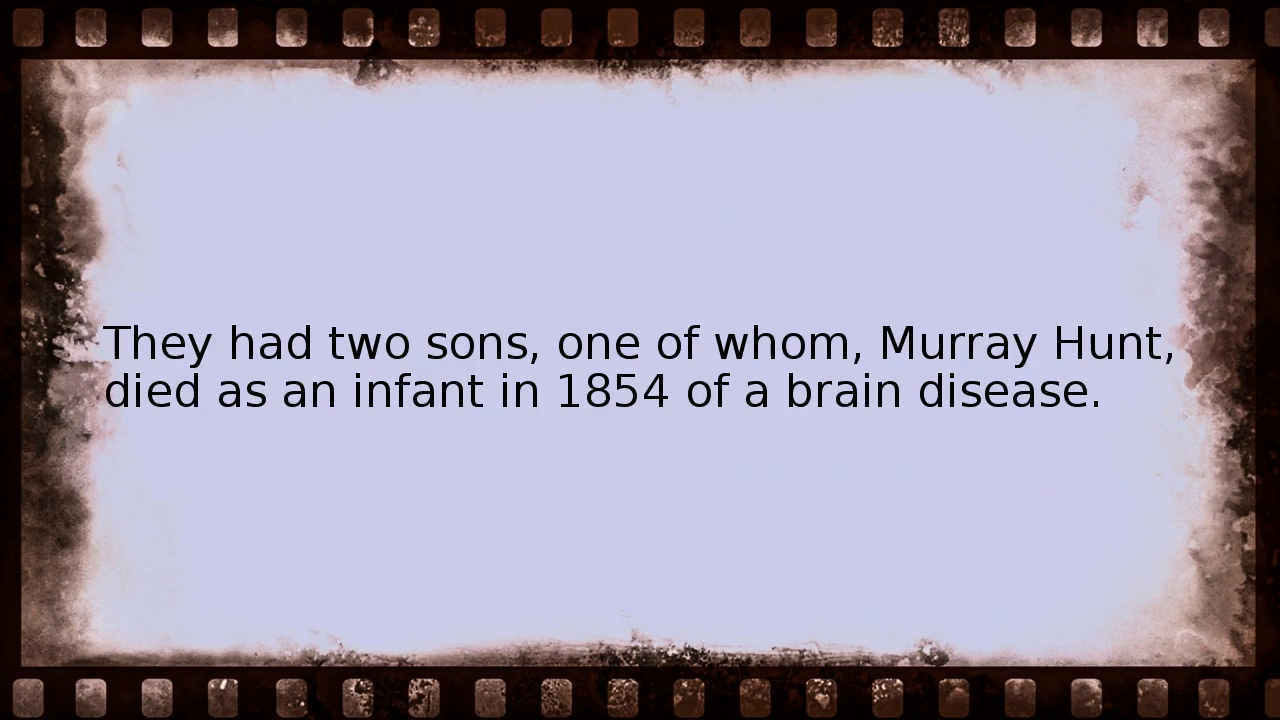 They had two sons, one of whom, Murray Hunt,
died as an infant in 1854 of a brain disease.